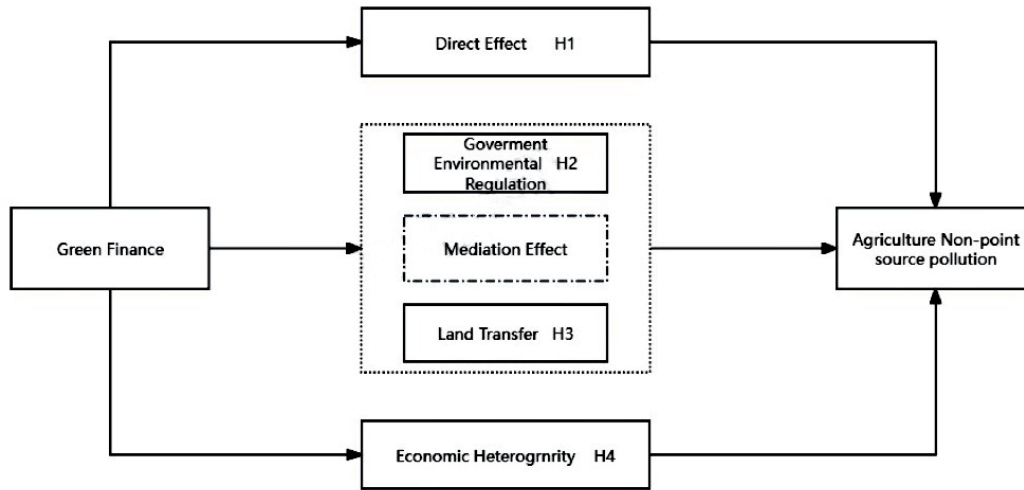 Direct Effect H1
Goverment
Environmental H2
Regulation
Green Finance
Mediation Effect
Agriculture Non-point
source pollution
Land Transfer H3
Economic Heterogrnrity H4